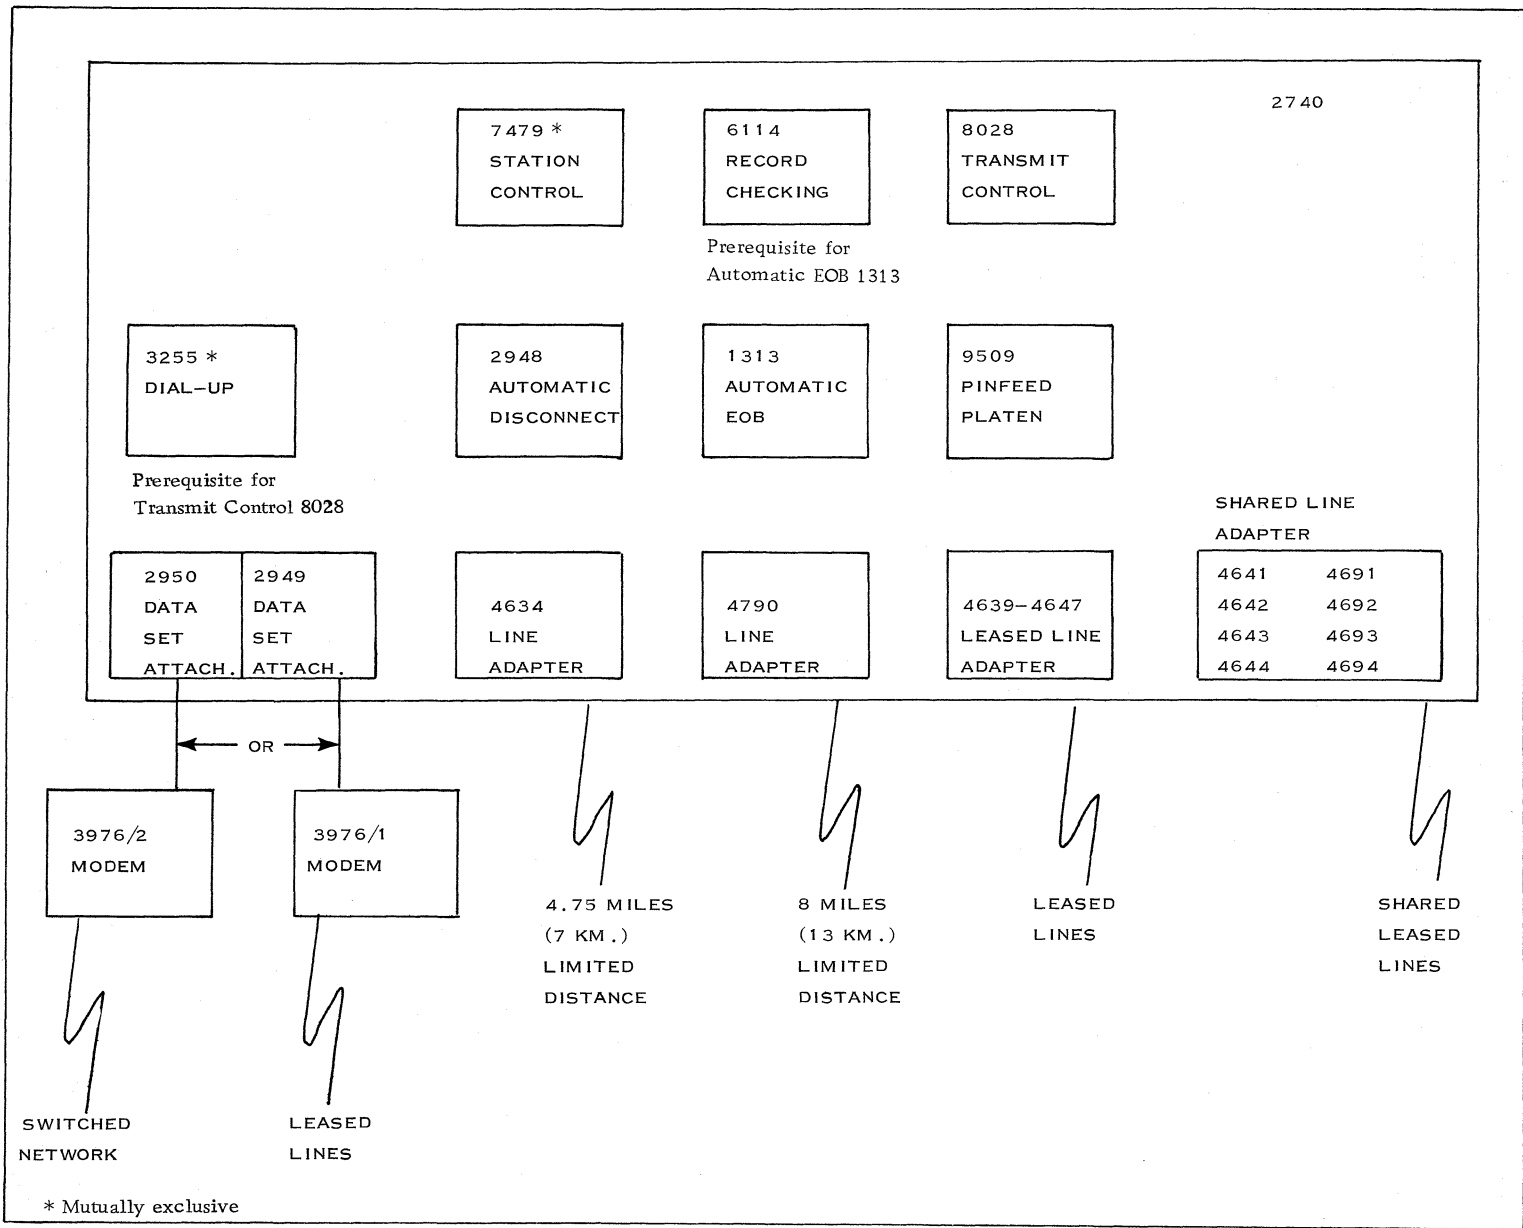 2740
7479 *
STATION
CONTROL
6114
RECORD
CHECKING
Prerequisite for
Automatic EOB 1313
8028
TRANSMIT
CONTROL
3255 *
DIAL-UP
Prerequisite for
Transmit Control 8028
2948
AUTOMATIC
DISCONNECT
1313
AUTOMATIC
EOB
9509
PINFEED
PLATEN
2950
DATA
SET
ATTACH.
2949
DATA
SET
ATTACH.
4634
LINE
ADAPTER
4790
LINE
ADAPTER
4639-4647
LEASED LINE
ADAPTER
SHARED LINE
ADAPTER
4641 4691
4642 4692
4643 4693
4644 4694
OR
3976/2
MODEM
3976/1
MODEM
4.75 MILES
(7 KM.)
LIMITED
DISTANCE
8 MILES
(13 KM.)
LIMITED
DISTANCE
LEASED
LINES
SHARED
LEASED
LINES
SWITCHED
NETWORK
LEASED
LINES
* Mutually exclusive